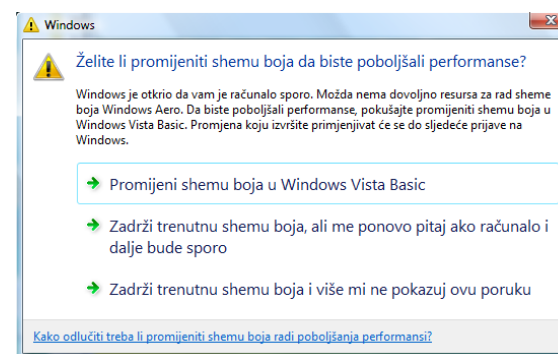 Windows
Želite li promijeniti shemu boja da biste poboljšali performanse?
Windows je otkrio da vam je računalo sporo. Možda nema dovoljno resursa za rad sheme
boja Windows Aero. Da biste poboljšali performanse, pokušajte promijeniti shemu boja u
Windows Vista Basic. Promjena koju izvršite primjenjivat će se do sljedeće prijave na
Windows.
Promijeni shemu boja u Windows Vista Basic
Zadrži trenutnu shemu boja, ali me ponovo pitaj ako računalo i
dalje bude sporo
Zadrži trenutnu shemu boja i više mi ne pokazuj ovu poruku
Kako odlučiti treba li promijeniti shemu boja radi poboljšanja performansi?